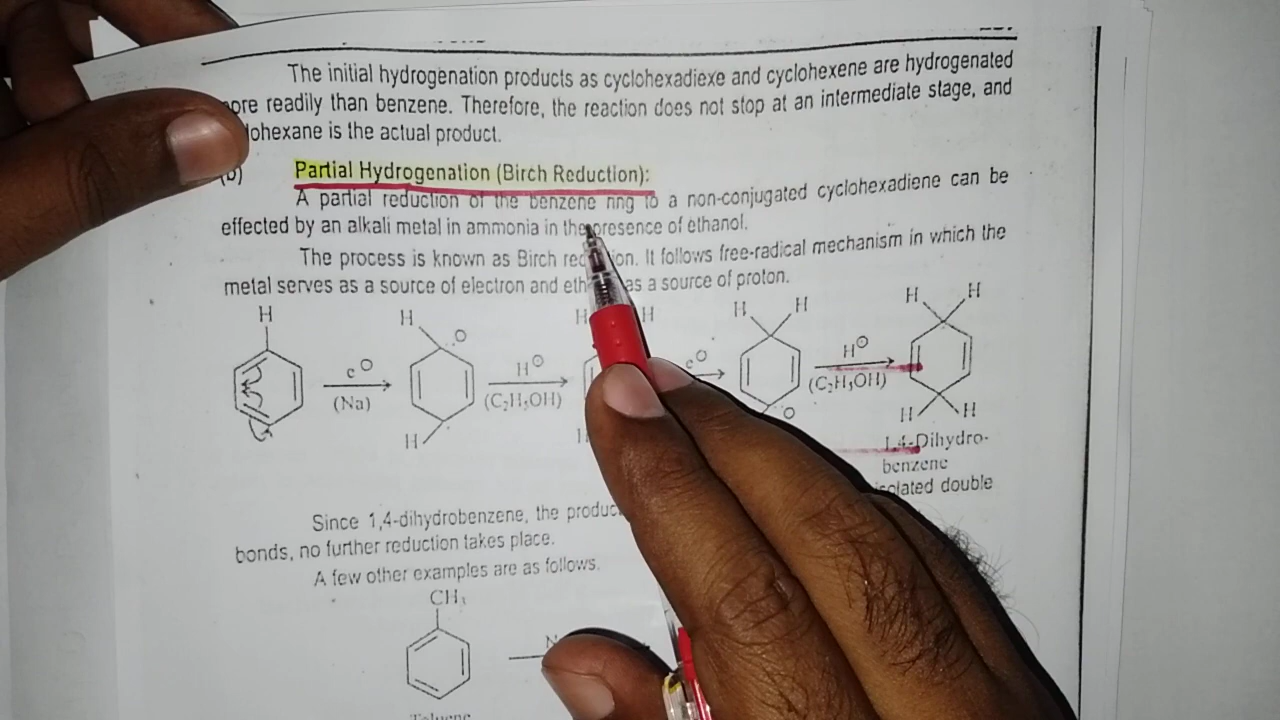 The initial hydrogenation products as cyclohexadiexe and cyclohexene are hydrogenated
ore readily than benzene. Therefore, the reaction does not stop at an intermediate stage, and
lohexane is the actual product.
(b) Partial Hydrogenation (Birch Reduction):
A partial reduction of the benzene ring to a non-conjugated cyclohexadiene can be
effected by an alkali metal in ammonia in the presence of ethanol.
The process is known as Birch ion. It follows free-radical mechanism in which the
metal serves as a source of electron and as a source of proton.
H H H H H H H H
e⊖ H⊕ e⊖ H⊕
(Na) (C₂H₅OH) (C₂H₅OH)
H H H
1,4-Dihydro-
benzene
isolated double
Since 1,4-dihydrobenzene, the
bonds, no further reduction takes place.
A few other examples are as follows.
CH₃
N
Toluene